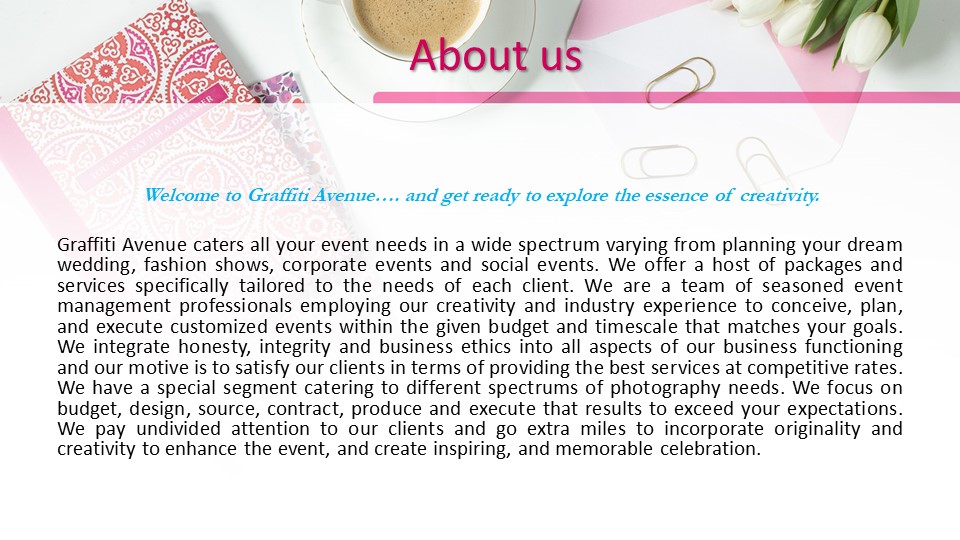 About us
Welcome to Graffiti Avenue…. and get ready to explore the essence of creativity.
Graffiti Avenue caters all your event needs in a wide spectrum varying from planning your dream
wedding, fashion shows, corporate events and social events. We offer a host of packages and
services specifically tailored to the needs of each client. We are a team of seasoned event
management professionals employing our creativity and industry experience to conceive, plan,
and execute customized events within the given budget and timescale that matches your goals.
We integrate honesty, integrity and business ethics into all aspects of our business functioning
and our motive is to satisfy our clients in terms of providing the best services at competitive rates.
We have a special segment catering to different spectrums of photography needs. We focus on
budget, design, source, contract, produce and execute that results to exceed your expectations.
We pay undivided attention to our clients and go extra miles to incorporate originality and
creativity to enhance the event, and create inspiring, and memorable celebration.